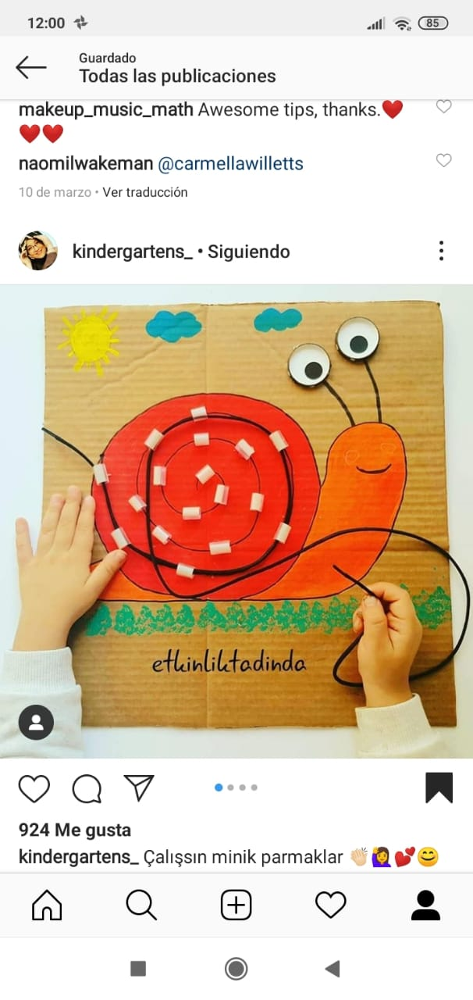 12:00
85
Guardado
Todas las publicaciones
makeup_music_math Awesome tips, thanks.❤️
❤️❤️
naomilwakeman @carmellawilletts
10 de marzo • Ver traducción
kindergartens_ • Siguiendo
etkinliktadinda
924 Me gusta
kindergartens_ Çalışsın minik parmaklar 👏🏻🙋‍♀️💕😊